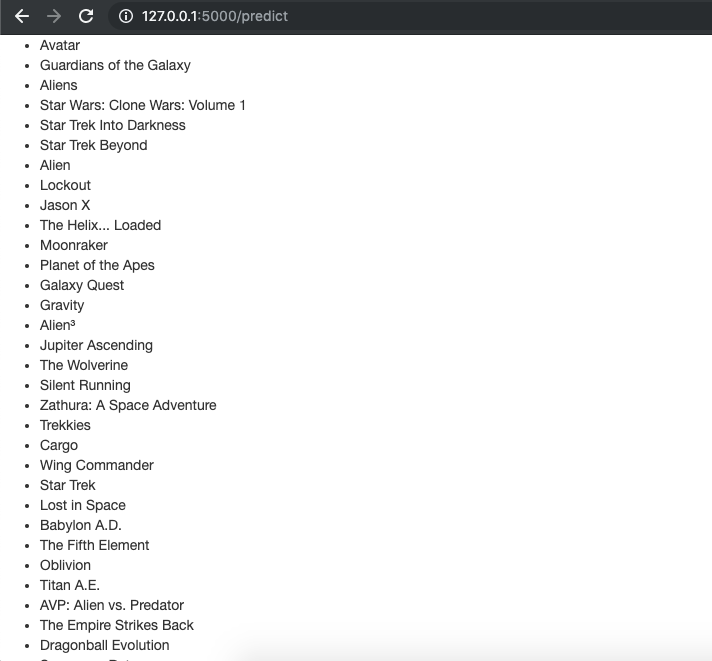 127.0.0.1:5000/predict
• Avatar
• Guardians of the Galaxy
• Aliens
• Star Wars: Clone Wars: Volume 1
• Star Trek Into Darkness
• Star Trek Beyond
• Alien
• Lockout
• Jason X
• The Helix... Loaded
• Moonraker
• Planet of the Apes
• Galaxy Quest
• Gravity
• Alien³
• Jupiter Ascending
• The Wolverine
• Silent Running
• Zathura: A Space Adventure
• Trekkies
• Cargo
• Wing Commander
• Star Trek
• Lost in Space
• Babylon A.D.
• The Fifth Element
• Oblivion
• Titan A.E.
• AVP: Alien vs. Predator
• The Empire Strikes Back
• Dragonball Evolution